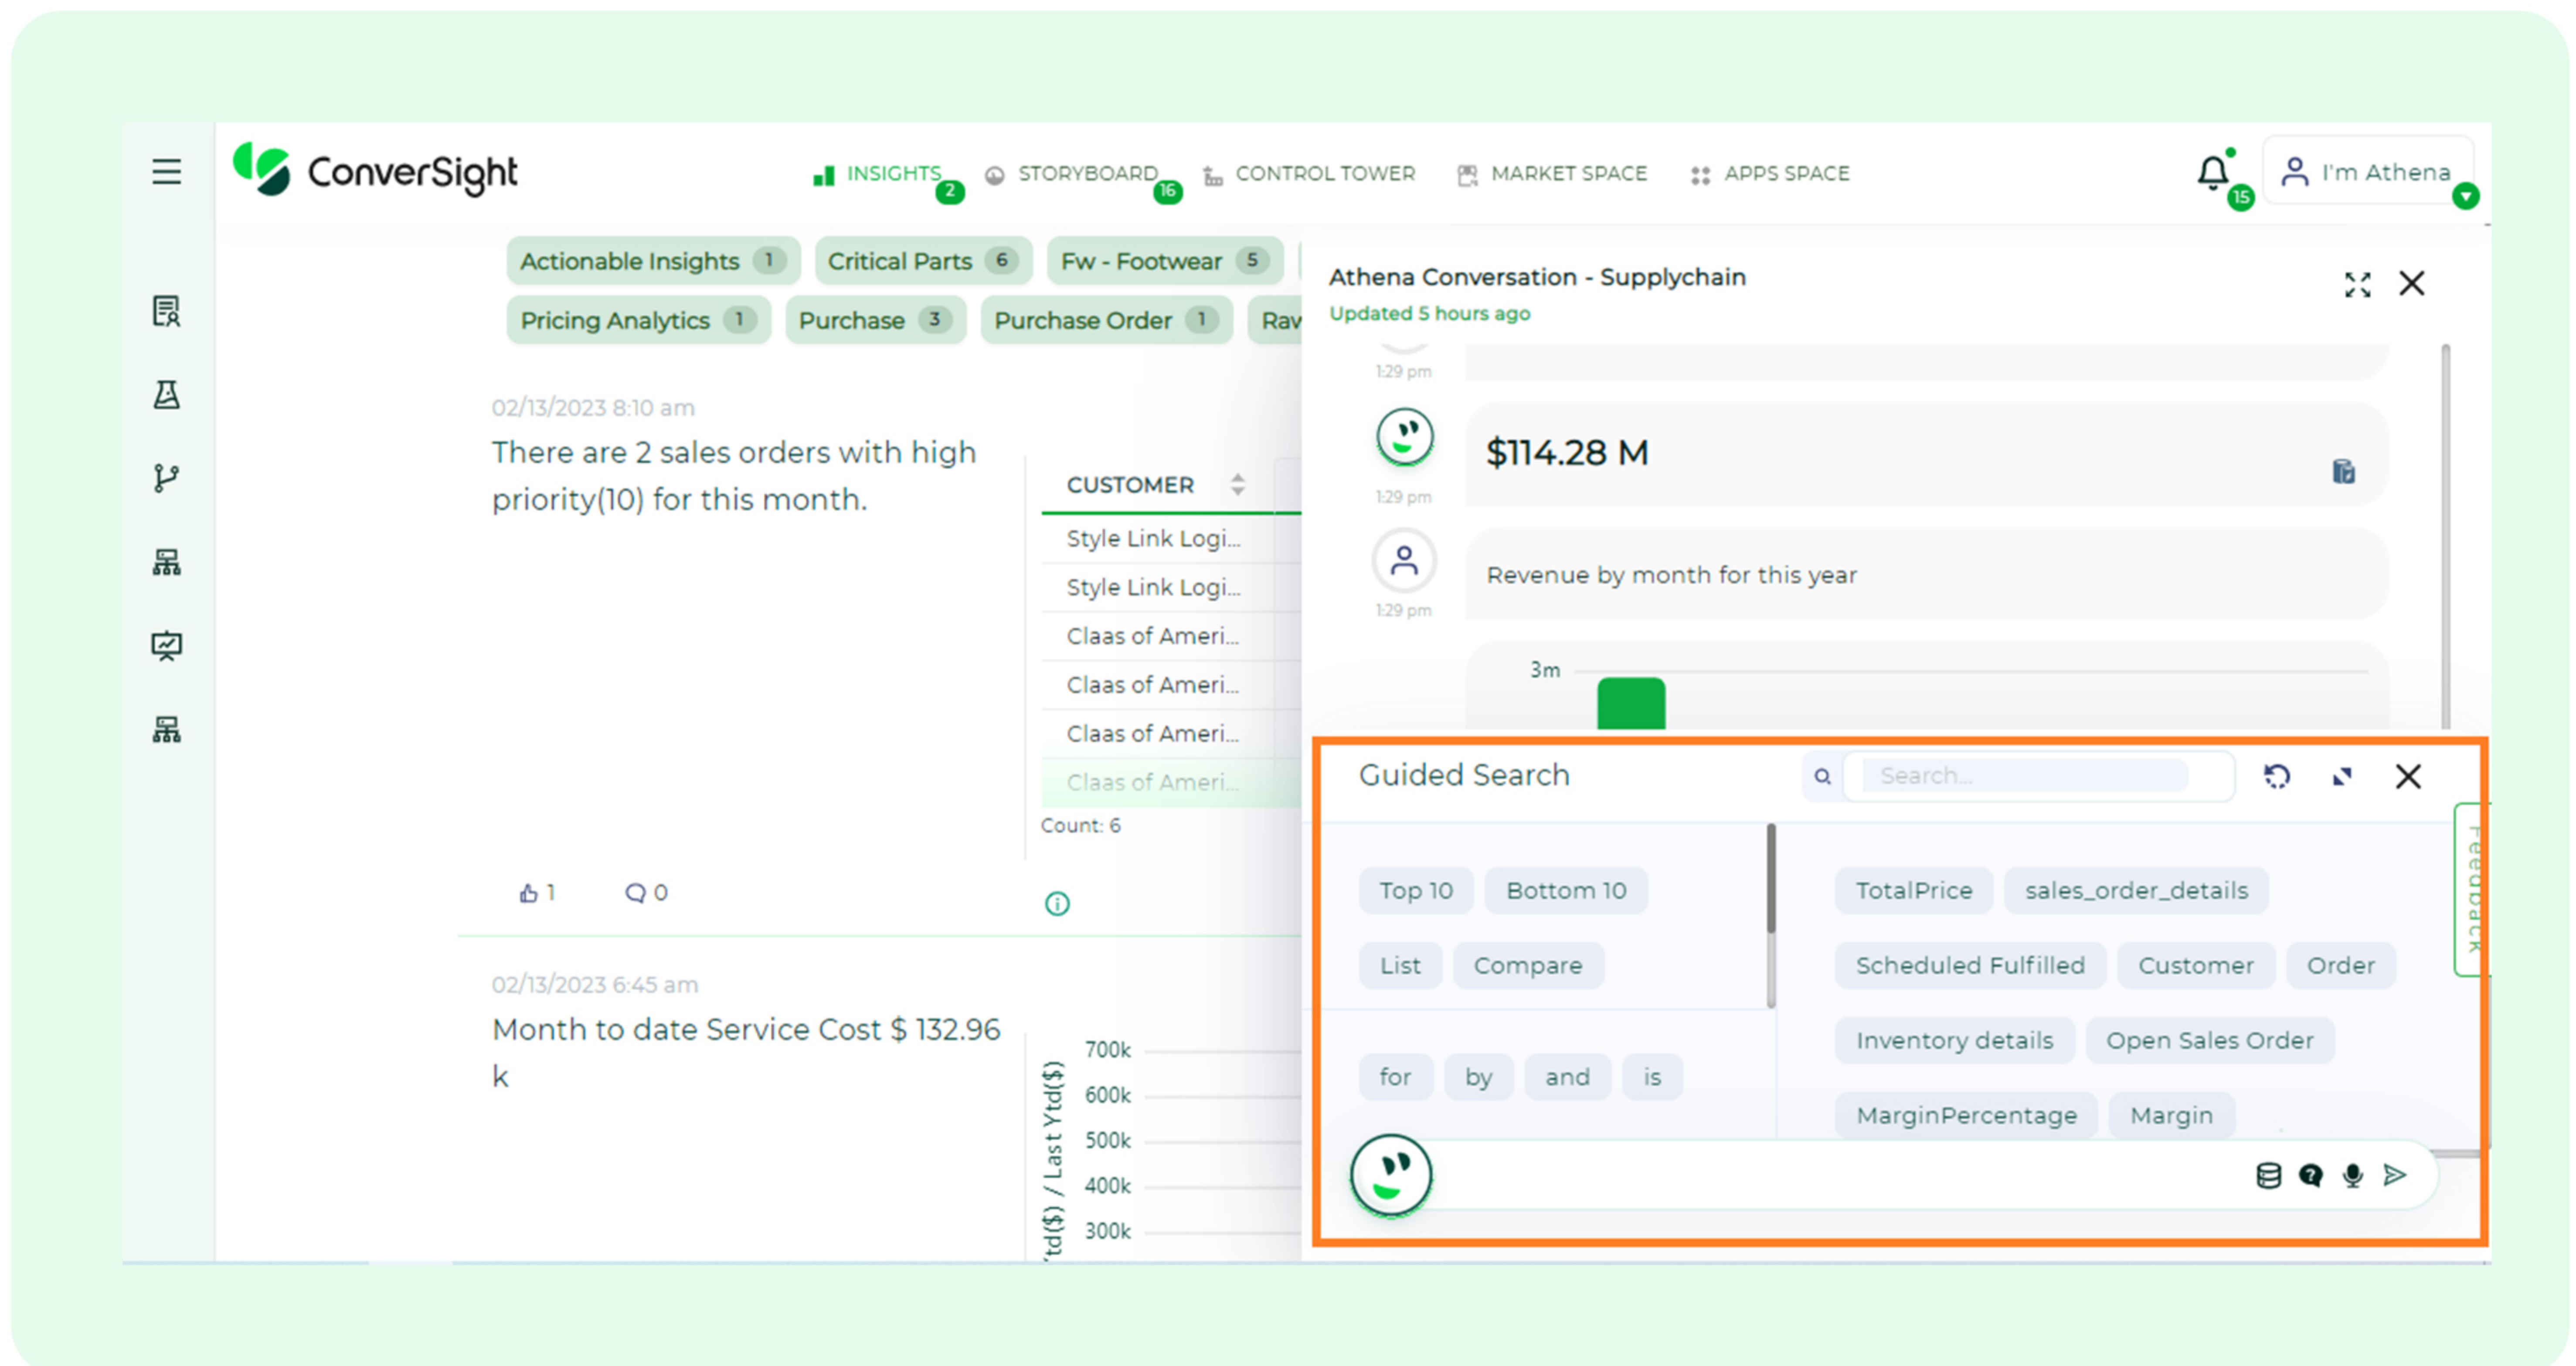 ConverSight
INSIGHTS 2
STORYBOARD 16
CONTROL TOWER
MARKET SPACE
APPS SPACE
15
I'm Athena
Actionable Insights 1
Critical Parts 6
Fw - Footwear 5
Pricing Analytics 1
Purchase 3
Purchase Order 1
02/13/2023 8:10 am
There are 2 sales orders with high
priority(10) for this month.
CUSTOMER
Style Link Logi...
Style Link Logi...
Claas of Ameri...
Claas of Ameri...
Claas of Ameri...
Claas of Ameri...
Count: 6
1
0
02/13/2023 6:45 am
Month to date Service Cost $ 132.96
k
td($) / Last Ytd($)
700k
600k
500k
400k
300k
Athena Conversation - Supplychain
Updated 5 hours ago
1:29 pm
$114.28 M
1:29 pm
Revenue by month for this year
1:29 pm
3m
Guided Search
Search...
Top 10
Bottom 10
List
Compare
for
by
and
is
TotalPrice
sales_order_details
Scheduled Fulfilled
Customer
Order
Inventory details
Open Sales Order
MarginPercentage
Margin
Feedback